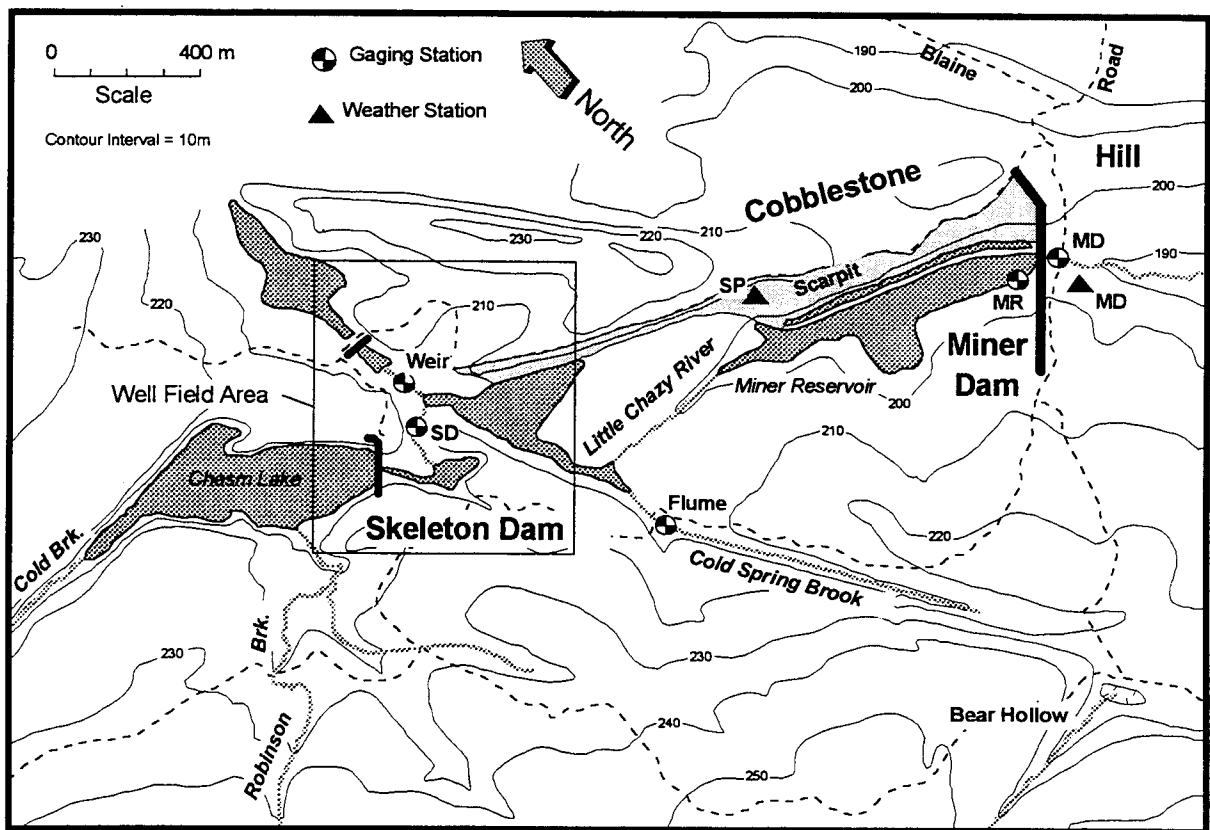 0 400 m
Scale
Contour Interval = 10m
Gaging Station
Weather Station
North
190
Blaine
Road
200
Hill
200
Cobblestone
230
220
210
230
220
210
SP
Scarpit
MD
190
MR
MD
Miner
Dam
Weir
Well Field Area
SD
Little Chazy River
Miner Reservoir
200
210
Chasm Lake
Skeleton Dam
Flume
220
Cold Brk.
Cold Spring Brook
Brk.
230
230
Robinson
240
Bear Hollow
250